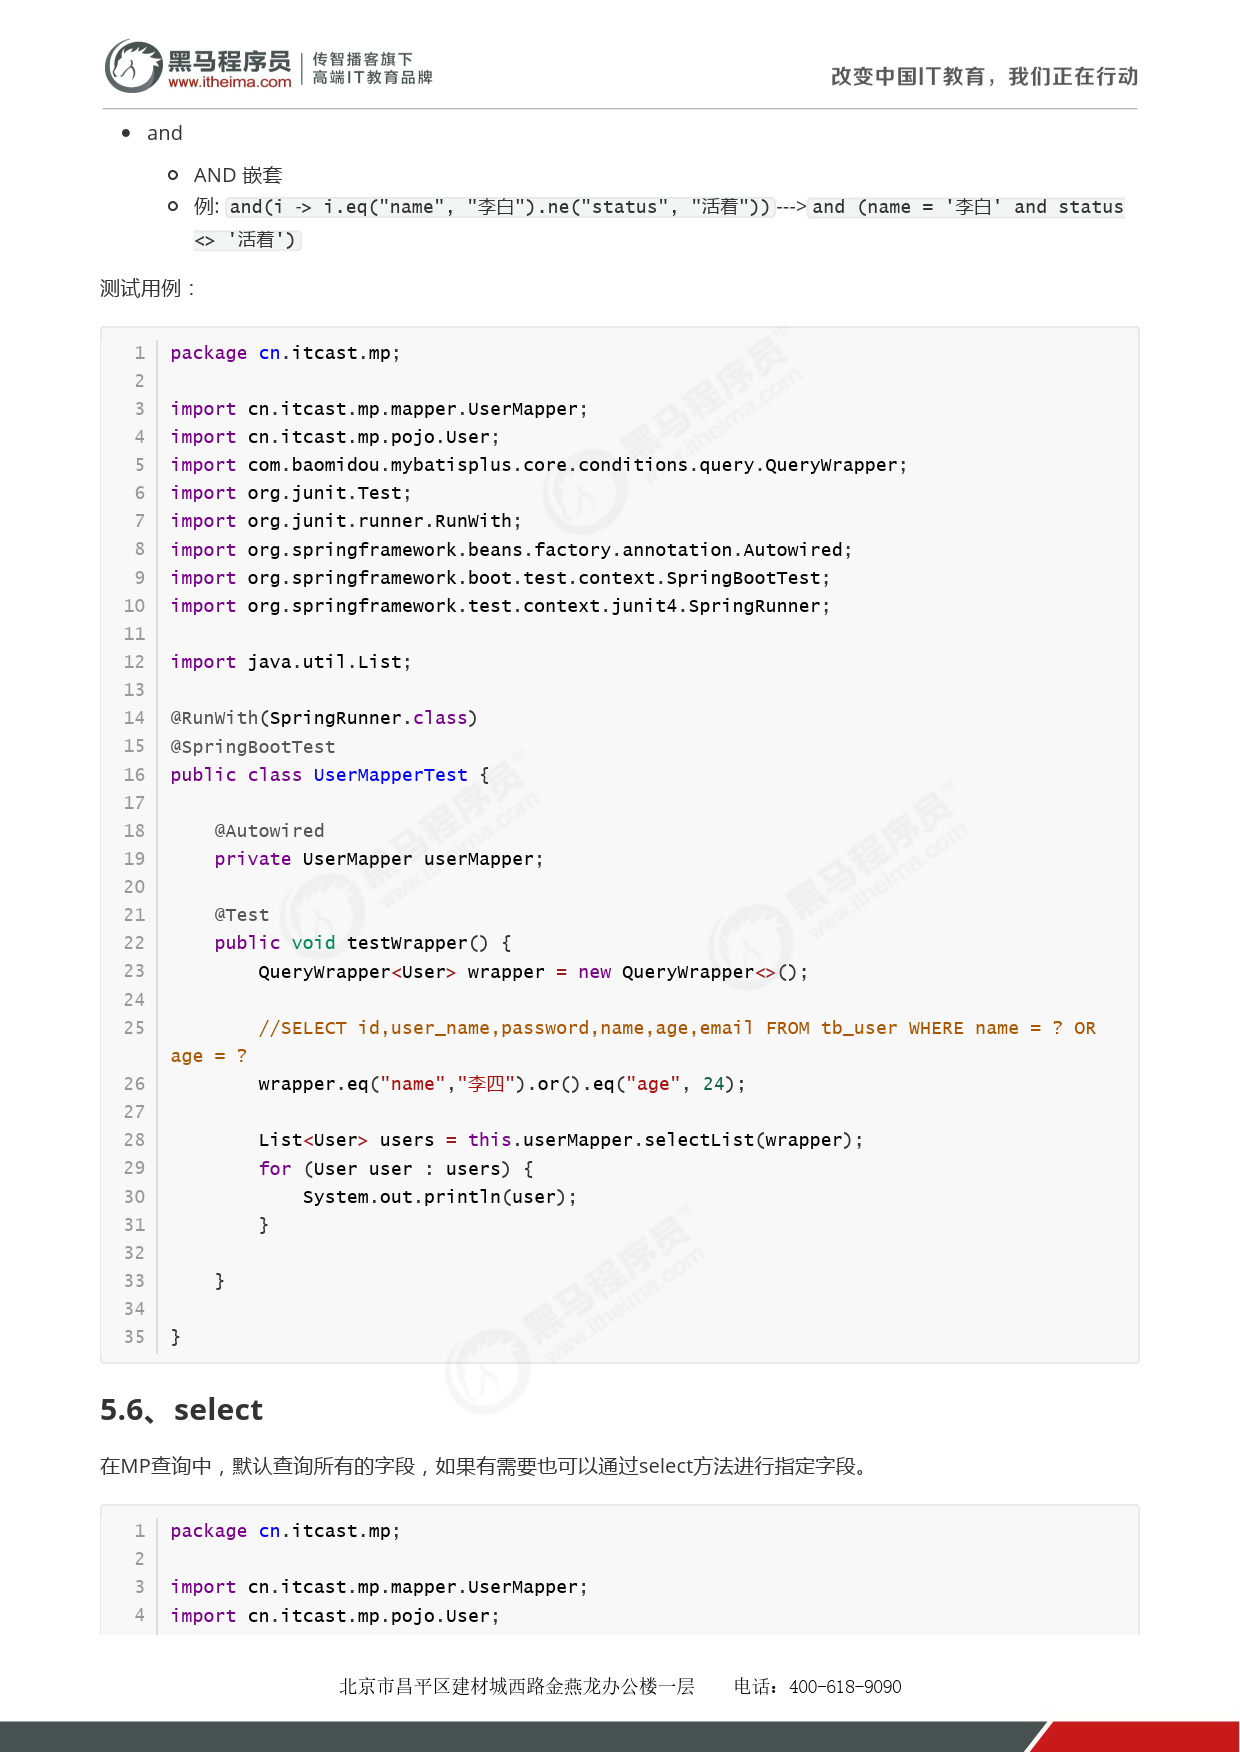 黑马程序员
www.itheima.com
传智播客旗下
高端IT教育品牌
改变中国IT教育，我们正在行动
and
AND 嵌套
例: and(i -> i.eq("name", "李白").ne("status", "活着"))--->and (name = '李白' and status
<> '活着')
测试用例：
1 package cn.itcast.mp;
2
3 import cn.itcast.mp.mapper.UserMapper;
4 import cn.itcast.mp.pojo.User;
5 import com.baomidou.mybatisplus.core.conditions.query.QueryWrapper;
6 import org.junit.Test;
7 import org.junit.runner.RunWith;
8 import org.springframework.beans.factory.annotation.Autowired;
9 import org.springframework.boot.test.context.SpringBootTest;
10 import org.springframework.test.context.junit4.SpringRunner;
11
12 import java.util.List;
13
14 @RunWith(SpringRunner.class)
15 @SpringBootTest
16 public class UserMapperTest {
17
18     @Autowired
19     private UserMapper userMapper;
20
21     @Test
22     public void testWrapper() {
23         QueryWrapper<User> wrapper = new QueryWrapper<>();
24
25         //SELECT id,user_name,password,name,age,email FROM tb_user WHERE name = ? OR
age = ?
26         wrapper.eq("name","李四").or().eq("age", 24);
27
28         List<User> users = this.userMapper.selectList(wrapper);
29         for (User user : users) {
30             System.out.println(user);
31         }
32
33     }
34
35 }
5.6、select
在MP查询中，默认查询所有的字段，如果有需要也可以通过select方法进行指定字段。
1 package cn.itcast.mp;
2
3 import cn.itcast.mp.mapper.UserMapper;
4 import cn.itcast.mp.pojo.User;
北京市昌平区建材城西路金燕龙办公楼一层 电话：400-618-9090